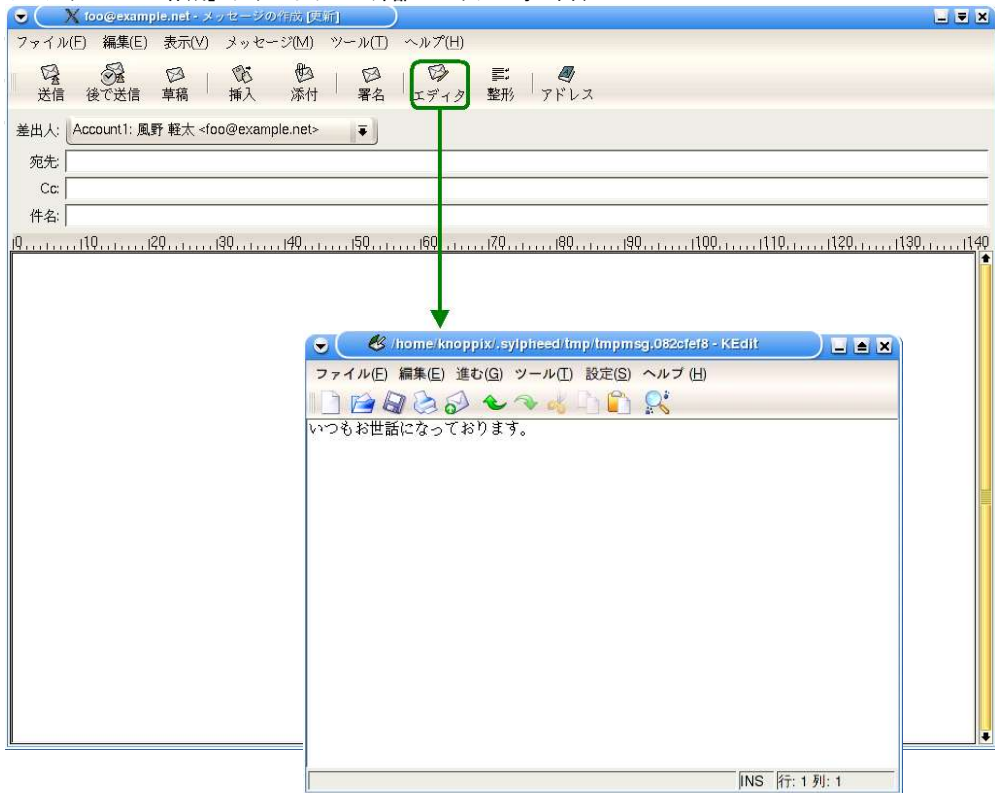 foo@example.net - メッセージの作成 [更新]
ファイル(F) 編集(E) 表示(V) メッセージ(M) ツール(T) ヘルプ(H)
送信 後で送信 草稿 挿入 添付 署名 エディタ 整形 アドレス
差出人: Account1: 風野 軽太 <foo@example.net>
宛先:
Cc:
件名:
0 10 20 30 40 50 60 70 80 90 100 110 120 130 140
/home/knoppix/.sylpheed/tmp/tmpmsg.082cfef8 - KEdit
ファイル(F) 編集(E) 進む(G) ツール(T) 設定(S) ヘルプ (H)
いつもお世話になっております。
INS 行: 1 列: 1